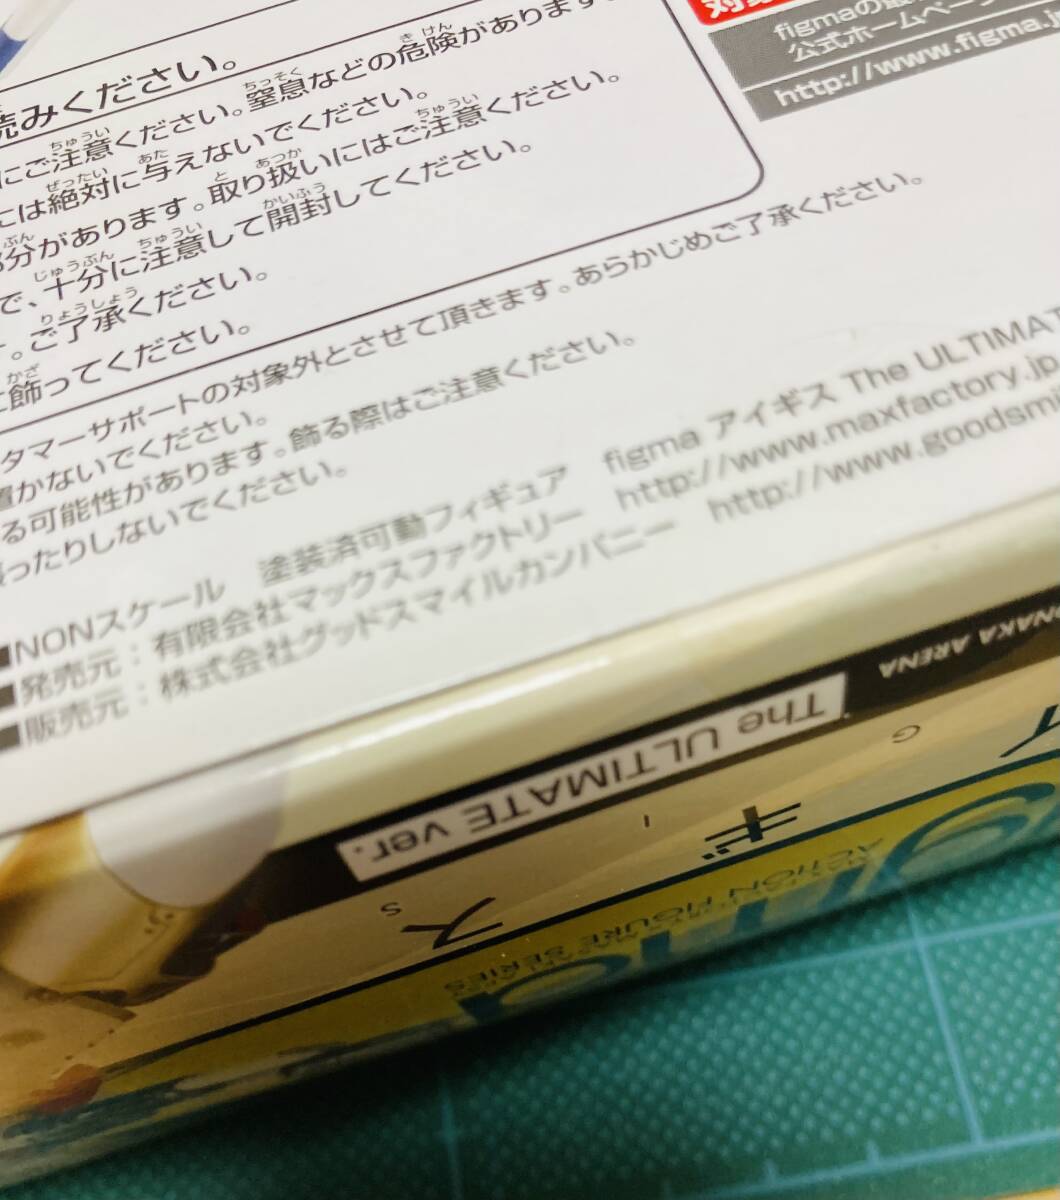 読みください。
にご注意ください。窒息などの危険があります。
には絶対に与えないでください。
部分があります。取り扱いにはご注意ください。
で、十分に注意して開封してください。
。ご了承ください。
に飾ってください。
対象
figmaの最
公式ホームページ
http://www.figma.j
タマーサポートの対象外とさせて頂きます。あらかじめご了承ください。
置かないでください。
る可能性があります。飾る際はご注意ください。
ったりしないでください。
■NONスケール 塗装済可動フィギュア figma アイギス The ULTIMAT
■発売元:有限会社マックスファクトリー http://www.maxfactory.jp
■販売元:株式会社グッドスマイルカンパニー http://www.goodsmi
ONAKA ARENA
The ULTIMATE ver.
イギス
G I S
ACTION FIGURE SERIES